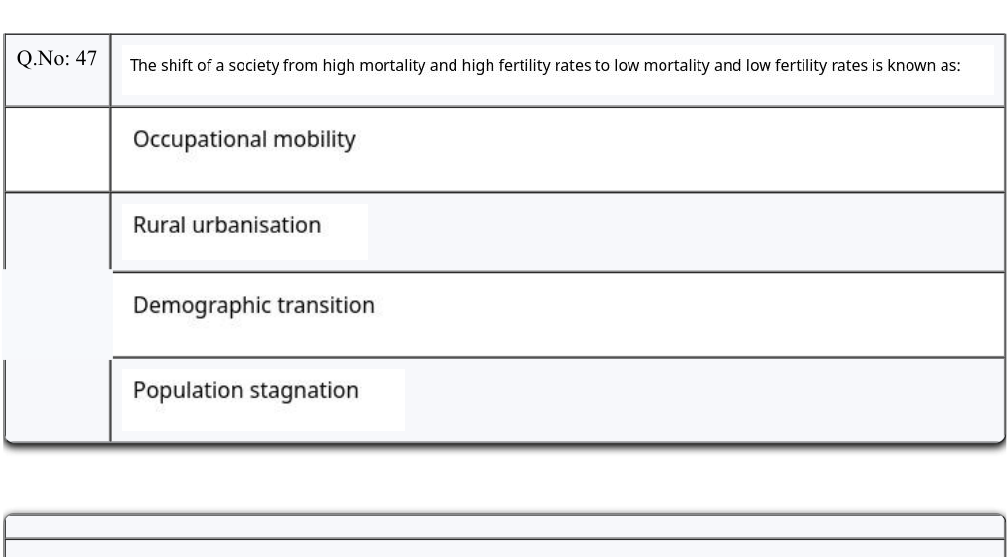 Q.No: 47
The shift of a society from high mortality and high fertility rates to low mortality and low fertility rates is known as:
Occupational mobility
Rural urbanisation
Demographic transition
Population stagnation